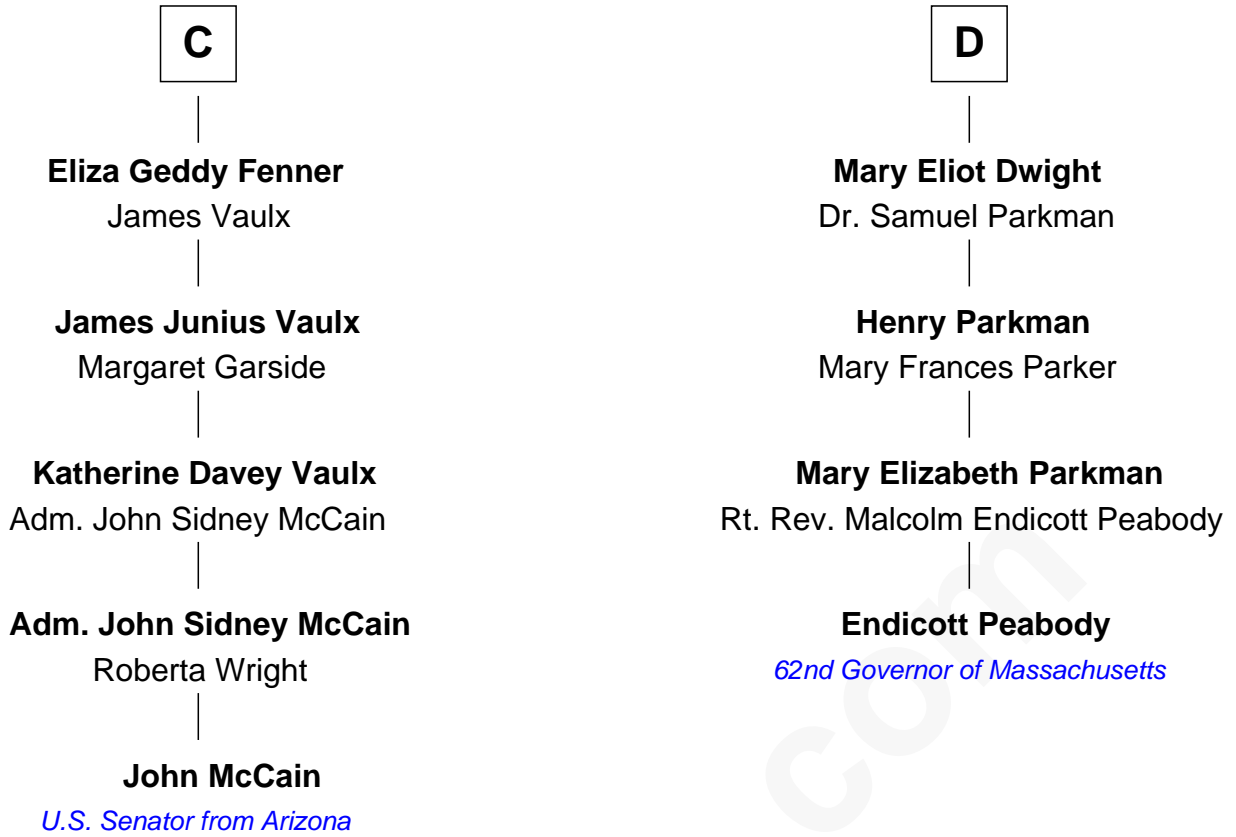 C
Eliza Geddy Fenner
James Vaulx
James Junius Vaulx
Margaret Garside
Katherine Davey Vaulx
Adm. John Sidney McCain
Adm. John Sidney McCain
Roberta Wright
John McCain
U.S. Senator from Arizona
D
Mary Eliot Dwight
Dr. Samuel Parkman
Henry Parkman
Mary Frances Parker
Mary Elizabeth Parkman
Rt. Rev. Malcolm Endicott Peabody
Endicott Peabody
62nd Governor of Massachusetts
com